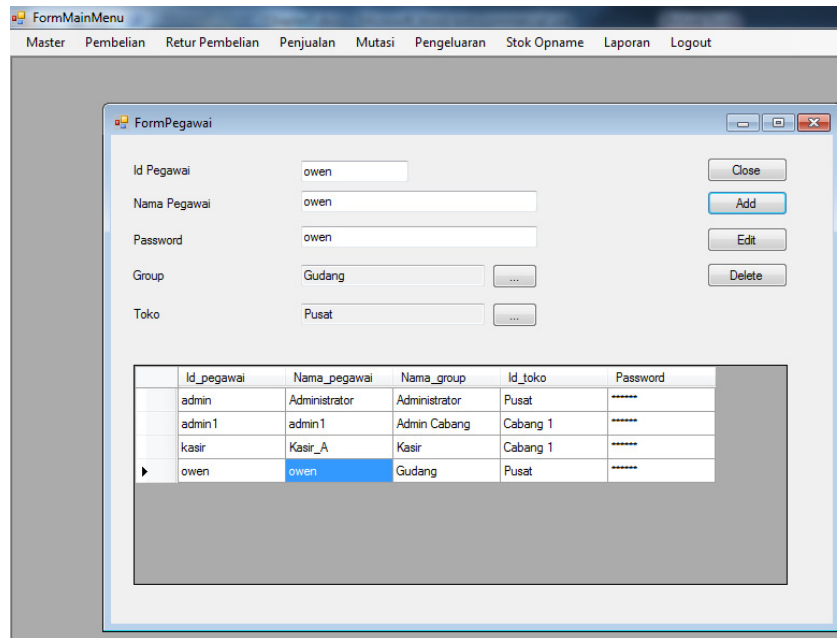 FormMainMenu
Master Pembelian Retur Pembelian Penjualan Mutasi Pengeluaran Stok Opname Laporan Logout
FormPegawai
Id Pegawai owen Close
Nama Pegawai owen Add
Password owen Edit
Group Gudang ... Delete
Toko Pusat ...
Id_pegawai Nama_pegawai Nama_group Id_toko Password
admin Administrator Administrator Pusat ******
admin1 admin1 Admin Cabang Cabang 1 ******
kasir Kasir_A Kasir Cabang 1 ******
owen owen Gudang Pusat ******